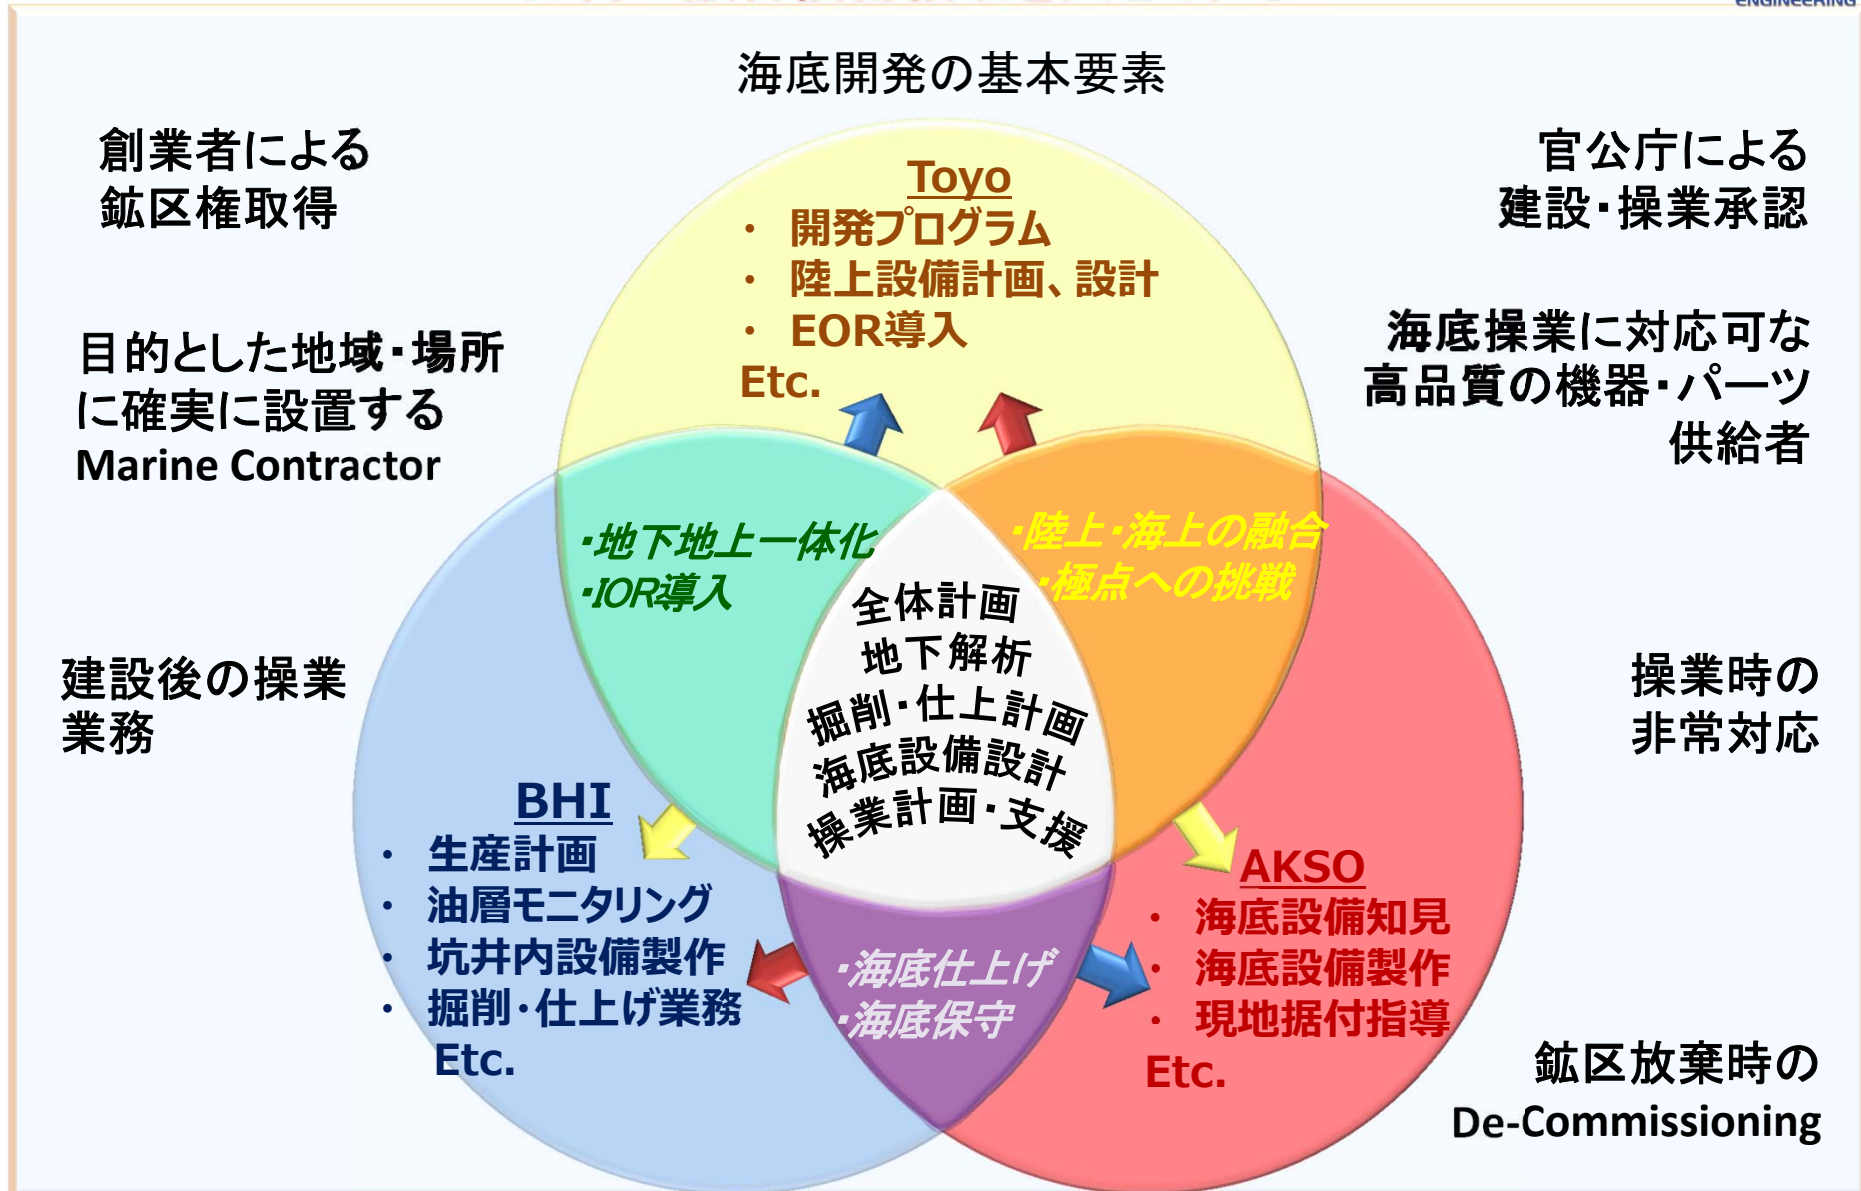 ENGINEERING
海底開発の基本要素
創業者による
鉱区権取得
官公庁による
建設・操業承認
目的とした地域・場所
に確実に設置する
Marine Contractor
海底操業に対応可な
高品質の機器・パーツ
供給者
建設後の操業
業務
操業時の
非常対応
鉱区放棄時の
De-Commissioning
Toyo
・ 開発プログラム
・ 陸上設備計画、設計
・ EOR導入
Etc.
・地下地上一体化
・IOR導入
・陸上・海上の融合
・極点への挑戦
全体計画
地下解析
掘削・仕上計画
海底設備設計
操業計画・支援
BHI
・ 生産計画
・ 油層モニタリング
・ 坑井内設備製作
・ 掘削・仕上げ業務
Etc.
・海底仕上げ
・海底保守
AKSO
・ 海底設備知見
・ 海底設備製作
・ 現地据付指導
Etc.